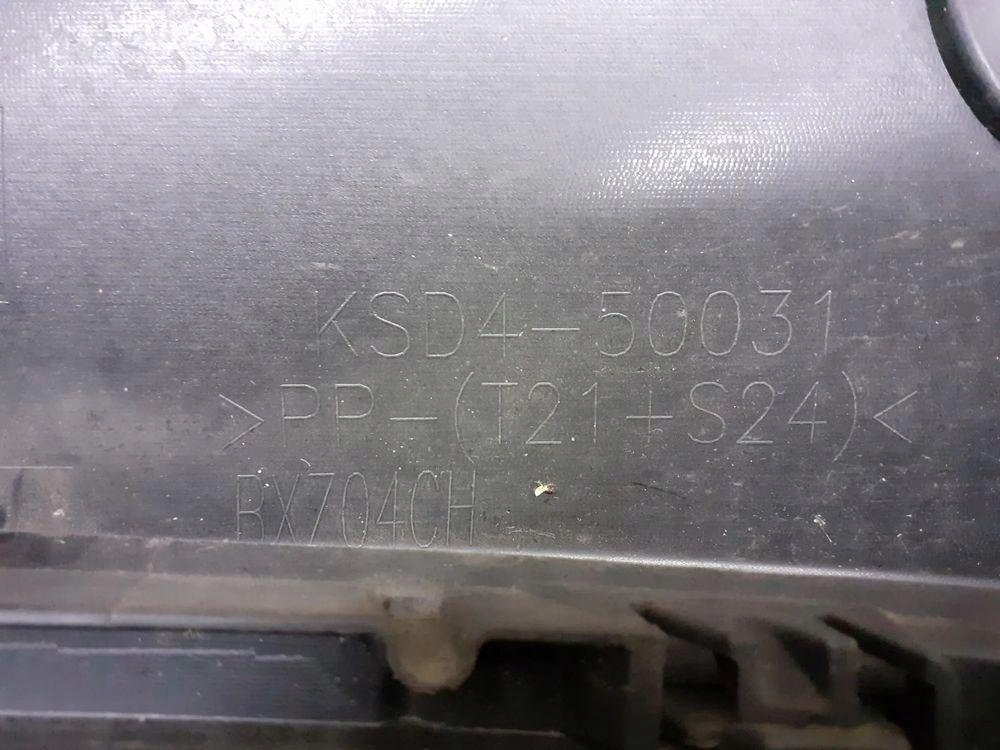 KSD4-50031
>PP-(T21+S24)<
BX704CH